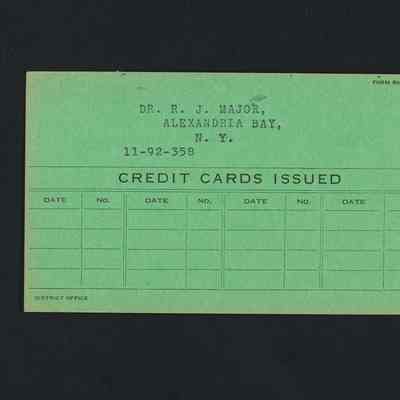 DR. R. J. MAJOR,
ALEXANDRIA BAY,
N. Y.
11-92-358
CREDIT CARDS ISSUED
DATE NO. DATE NO. DATE NO. DATE
DISTRICT OFFICE